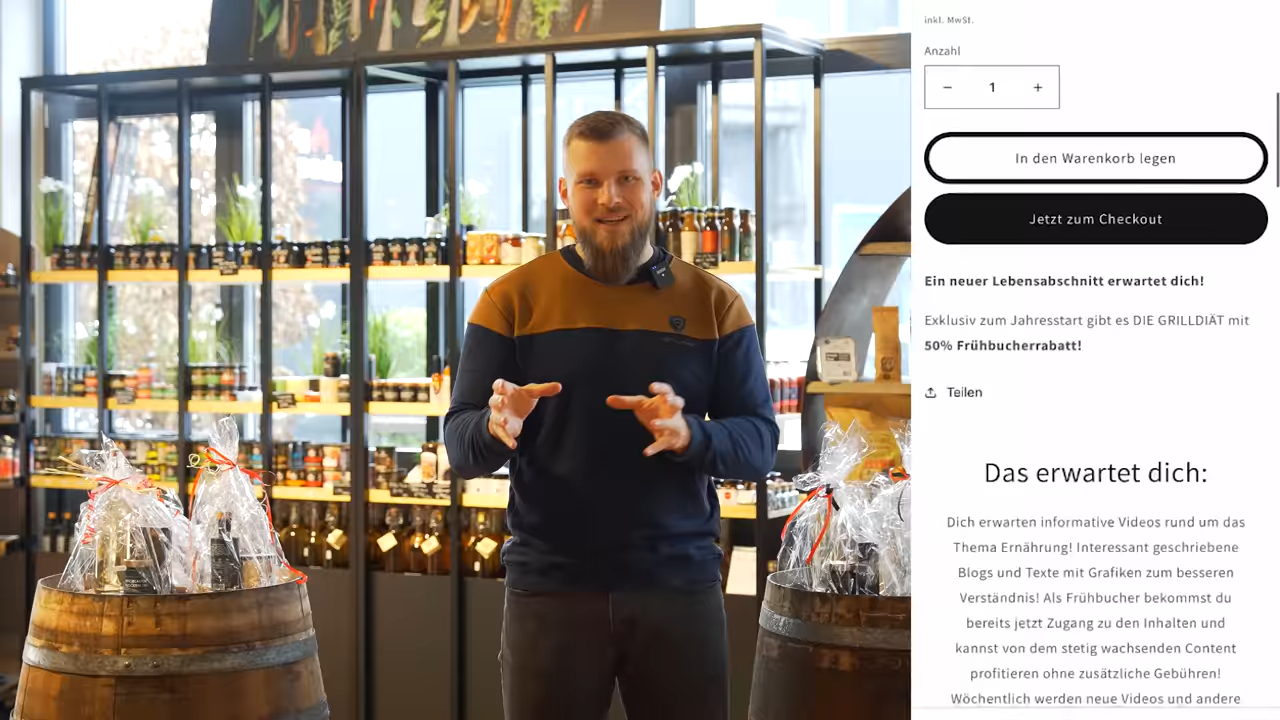 inkl. MwSt.
Anzahl
− 1 +
In den Warenkorb legen
Jetzt zum Checkout
Ein neuer Lebensabschnitt erwartet dich!
Exklusiv zum Jahresstart gibt es DIE GRILLDIÄT mit
50% Frühbucherrabatt!
Teilen
Das erwartet dich:
Dich erwarten informative Videos rund um das
Thema Ernährung! Interessant geschriebene
Blogs und Texte mit Grafiken zum besseren
Verständnis! Als Frühbucher bekommst du
bereits jetzt Zugang zu den Inhalten und
kannst von dem stetig wachsenden Content
profitieren ohne zusätzliche Gebühren!
Wöchentlich werden neue Videos und andere